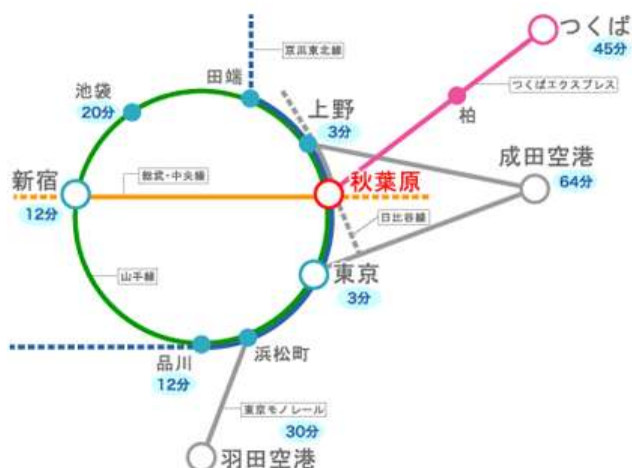 つくば
45分
京浜東北線
田端
つくばエクスプレス
池袋
20分
上野
3分
柏
成田空港
64分
新宿
12分
総武・中央線
秋葉原
日比谷線
山手線
東京
3分
品川
12分
浜松町
東京モノレール
30分
羽田空港